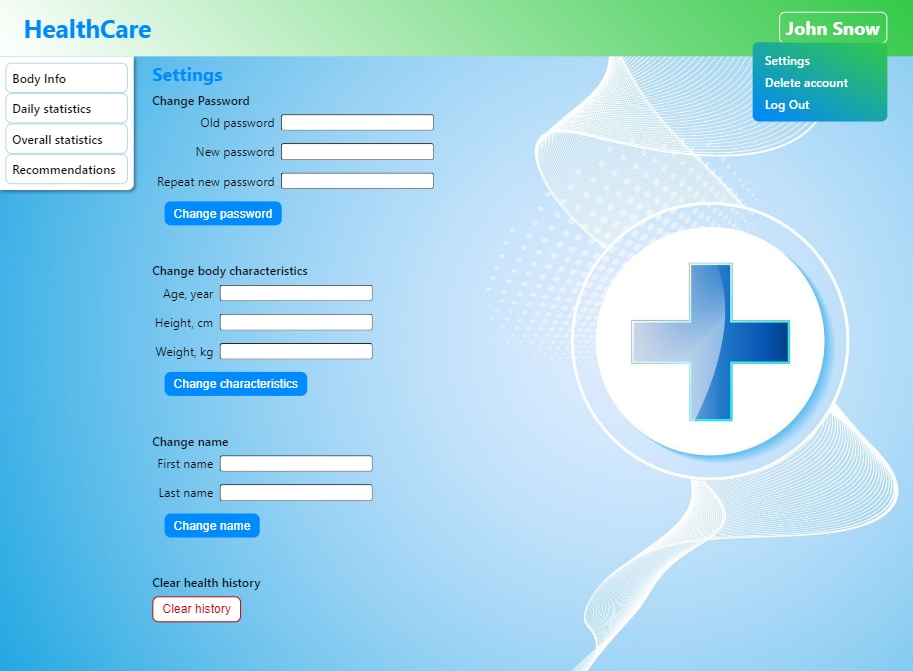 HealthCare
John Snow
Settings
Delete account
Log Out
Body Info
Daily statistics
Overall statistics
Recommendations
Settings
Change Password
Old password
New password
Repeat new password
Change password
Change body characteristics
Age, year
Height, cm
Weight, kg
Change characteristics
Change name
First name
Last name
Change name
Clear health history
Clear history